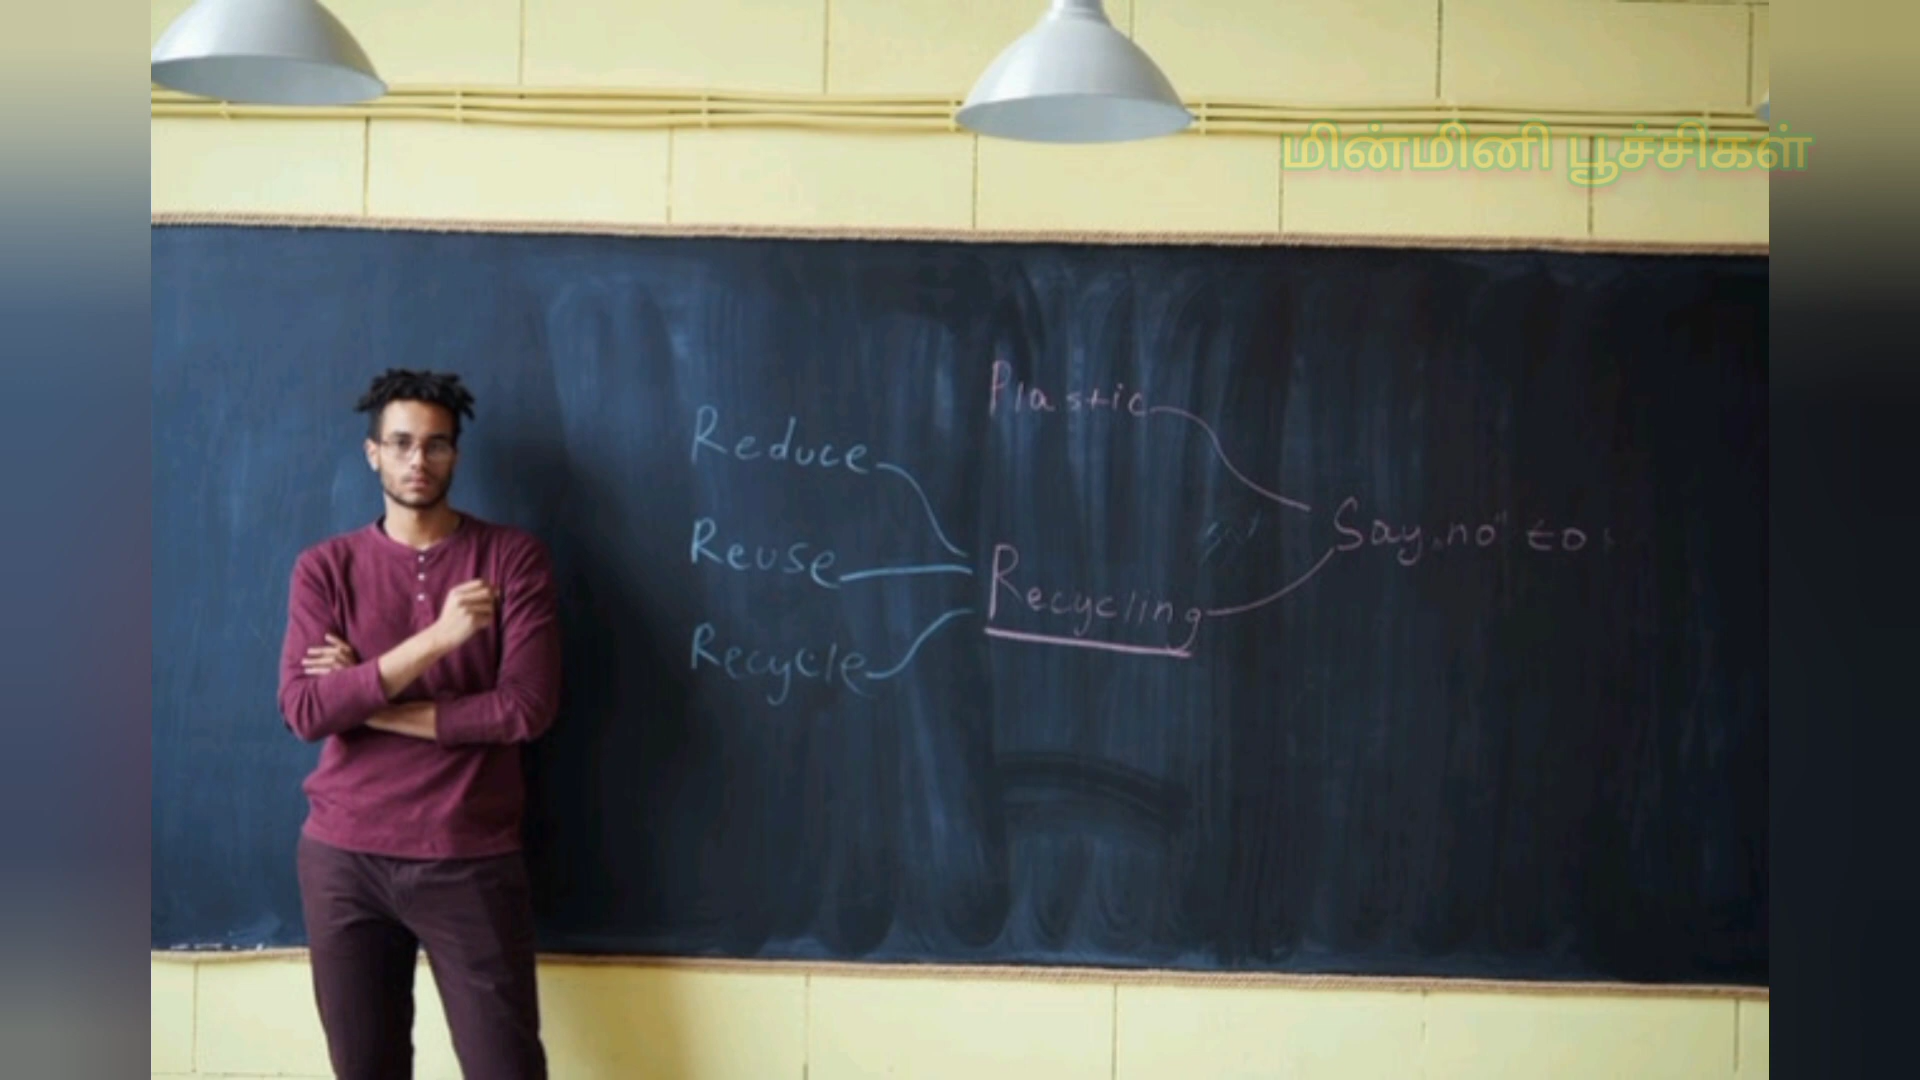 மின்மினி பூச்சிகள்
Plastic
Reduce
Say "no" to
Reuse
Recycling
Recycle